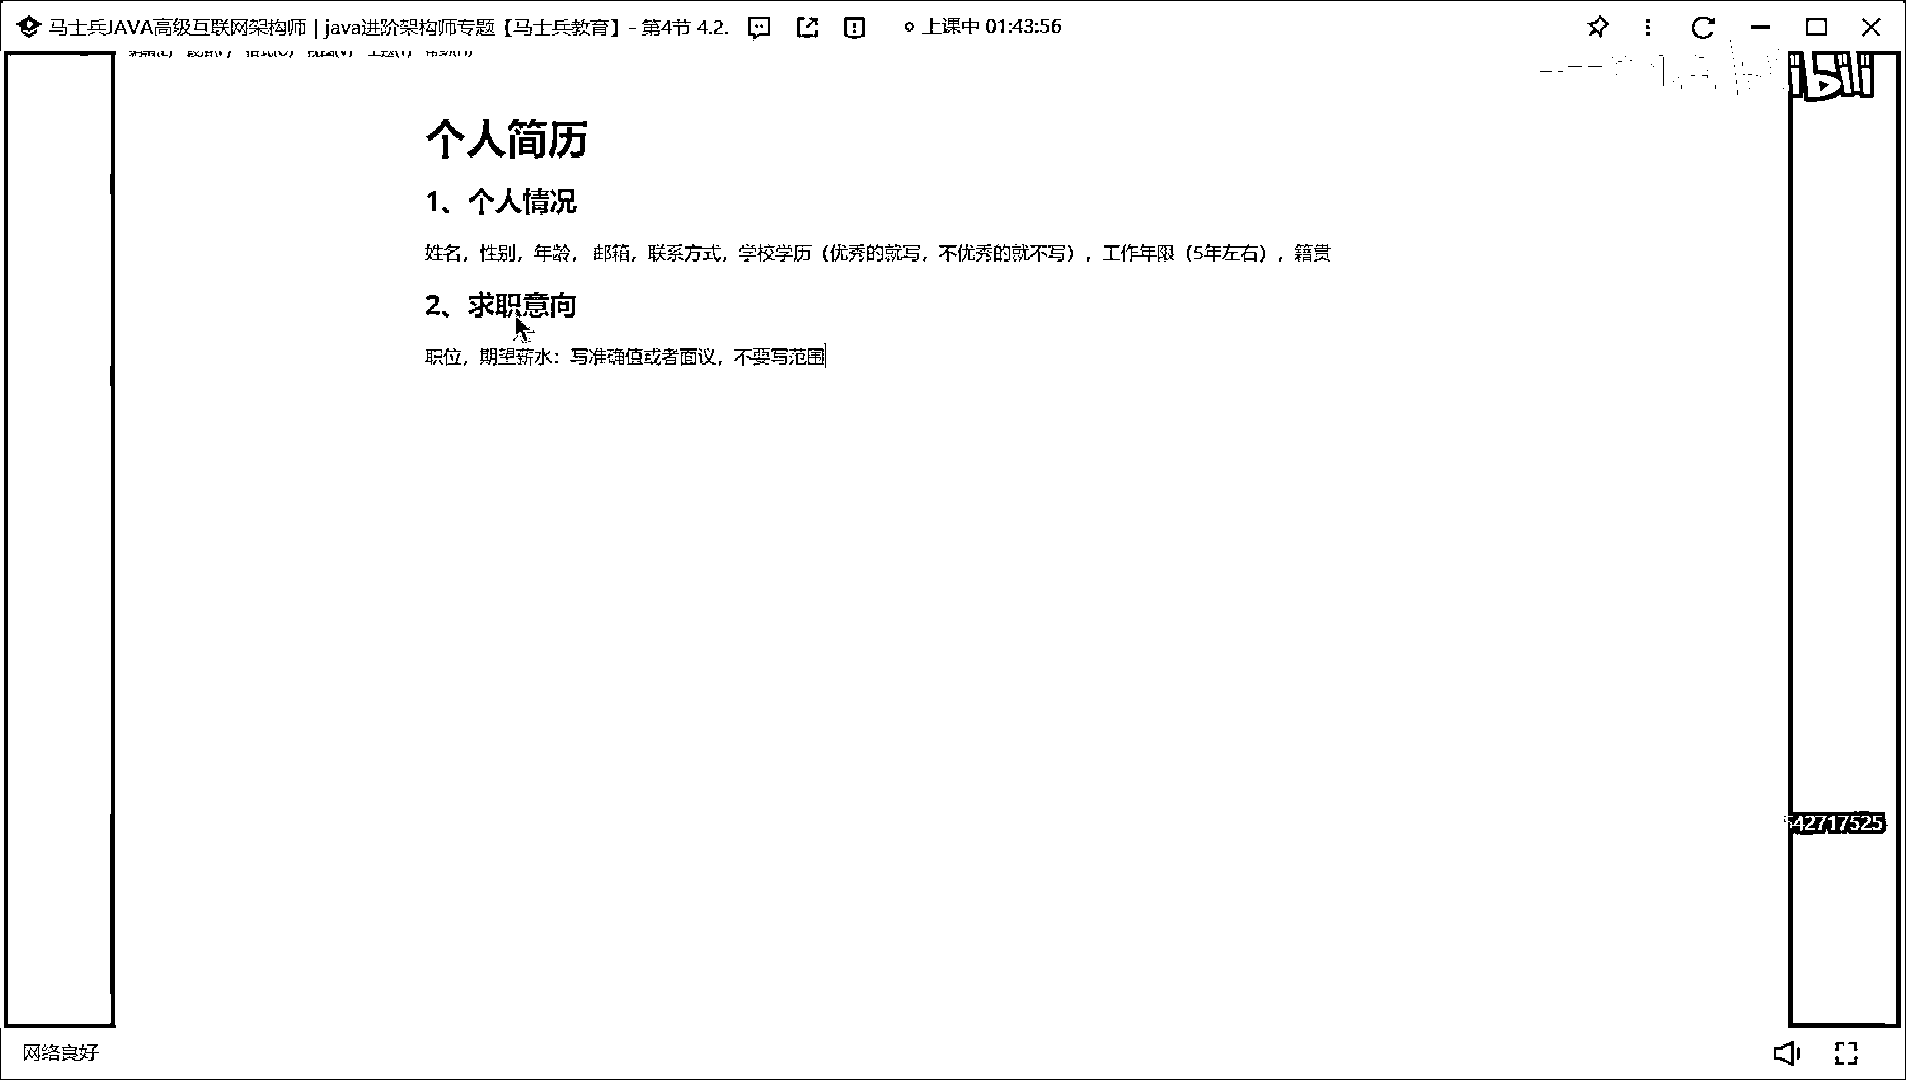 马士兵JAVA高级互联网架构师 | java进阶架构师专题【马士兵教育】- 第4节 4.2. 上课中 01:43:56
个人简历
1、个人情况
姓名，性别，年龄， 邮箱，联系方式，学校学历（优秀的就写，不优秀的就不写），工作年限（5年左右），籍贯
2、求职意向
职位，期望薪水：写准确值或者面议，不要写范围
542717525
网络良好